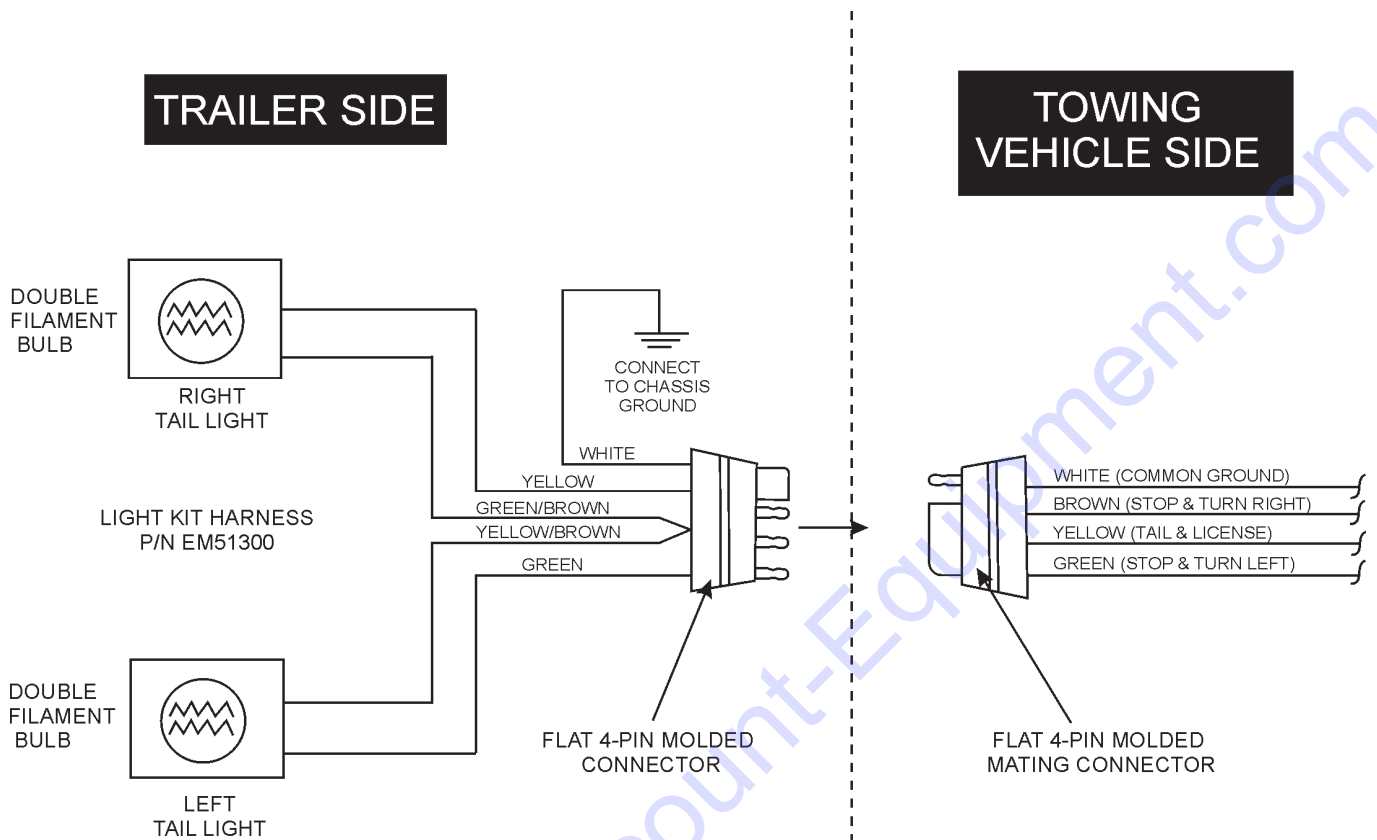 TRAILER SIDE
TOWING
VEHICLE SIDE
DOUBLE
FILAMENT
BULB
RIGHT
TAIL LIGHT
CONNECT
TO CHASSIS
GROUND
WHITE
YELLOW
GREEN/BROWN
YELLOW/BROWN
GREEN
LIGHT KIT HARNESS
P/N EM51300
WHITE (COMMON GROUND)
BROWN (STOP & TURN RIGHT)
YELLOW (TAIL & LICENSE)
GREEN (STOP & TURN LEFT)
DOUBLE
FILAMENT
BULB
LEFT
TAIL LIGHT
FLAT 4-PIN MOLDED
CONNECTOR
FLAT 4-PIN MOLDED
MATING CONNECTOR
count-Equipment.com